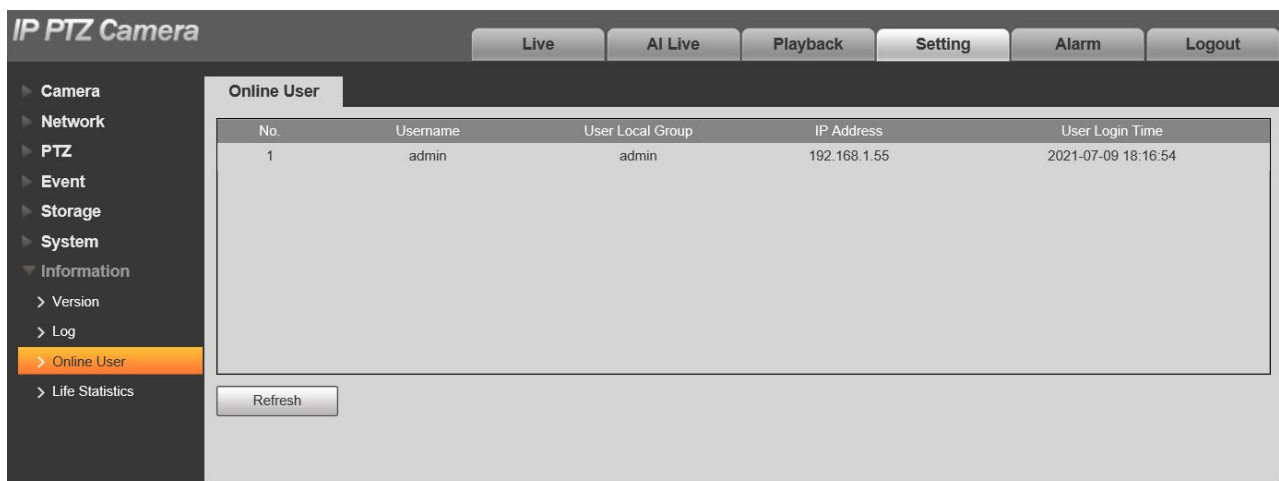 IP PTZ Camera
Live AI Live Playback Setting Alarm Logout
Camera
Network
PTZ
Event
Storage
System
Information
Version
Log
Online User
Life Statistics
Online User
No. Username User Local Group IP Address User Login Time
1 admin admin 192.168.1.55 2021-07-09 18:16:54
Refresh